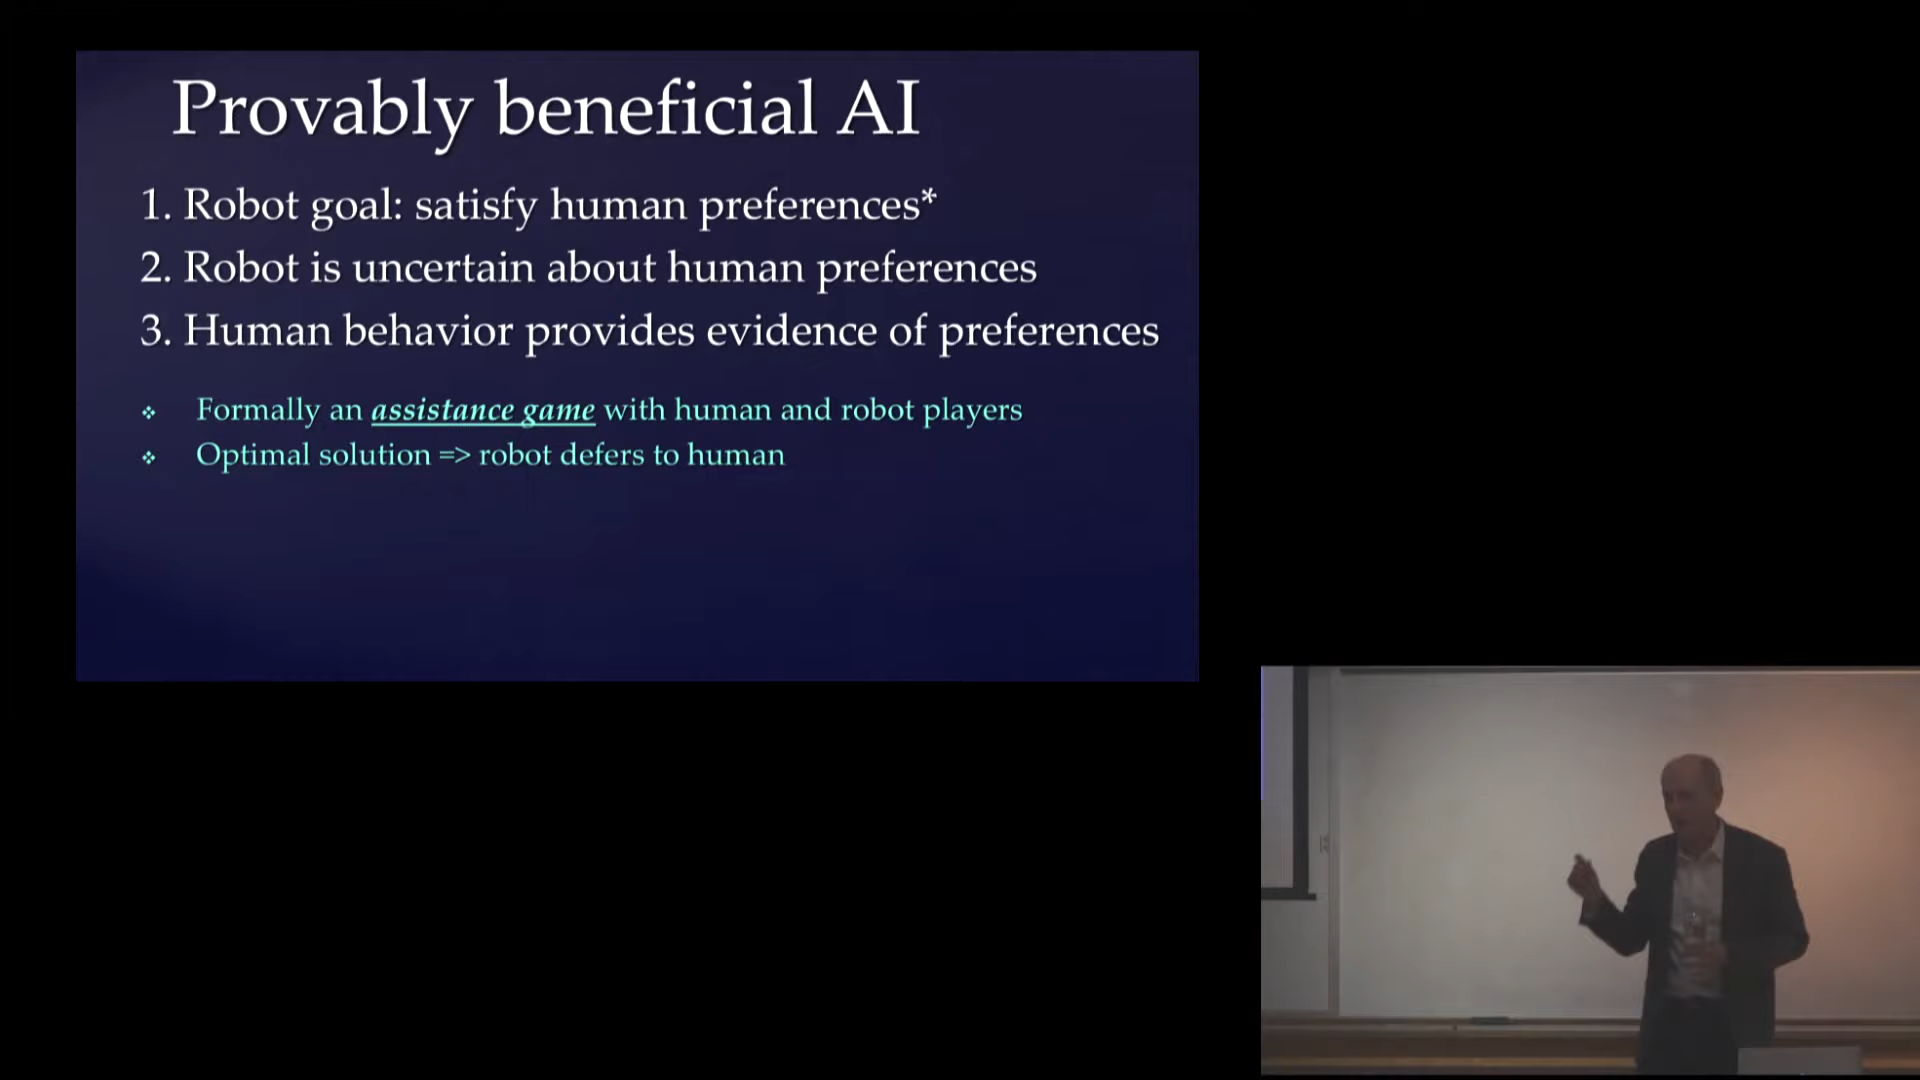 Provably beneficial AI
1. Robot goal: satisfy human preferences*
2. Robot is uncertain about human preferences
3. Human behavior provides evidence of preferences
❖ Formally an assistance game with human and robot players
❖ Optimal solution => robot defers to human